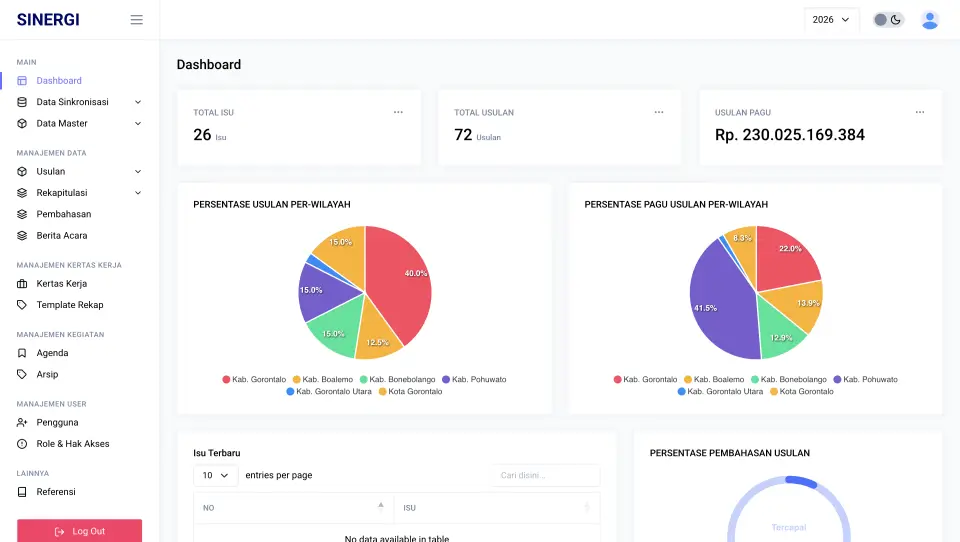 SINERGI
2026
MAIN
Dashboard
Data Sinkronisasi
Data Master
MANAJEMEN DATA
Usulan
Rekapitulasi
Pembahasan
Berita Acara
MANAJEMEN KERTAS KERJA
Kertas Kerja
Template Rekap
MANAJEMEN KEGIATAN
Agenda
Arsip
MANAJEMEN USER
Pengguna
Role & Hak Akses
LAINNYA
Referensi
Log Out
Dashboard
TOTAL ISU
26 Isu
TOTAL USULAN
72 Usulan
USULAN PAGU
Rp. 230.025.169.384
PERSENTASE USULAN PER-WILAYAH
15.0%
40.0%
15.0%
15.0%
12.5%
Kab. Gorontalo Kab. Boalemo Kab. Bonebolango Kab. Pohuwato
Kab. Gorontalo Utara Kota Gorontalo
PERSENTASE PAGU USULAN PER-WILAYAH
8.3%
22.0%
13.9%
41.5%
12.9%
Kab. Gorontalo Kab. Boalemo Kab. Bonebolango Kab. Pohuwato
Kab. Gorontalo Utara Kota Gorontalo
Isu Terbaru
10 entries per page
Cari disini...
NO ISU
No data available in table
PERSENTASE PEMBAHASAN USULAN
Tercapai